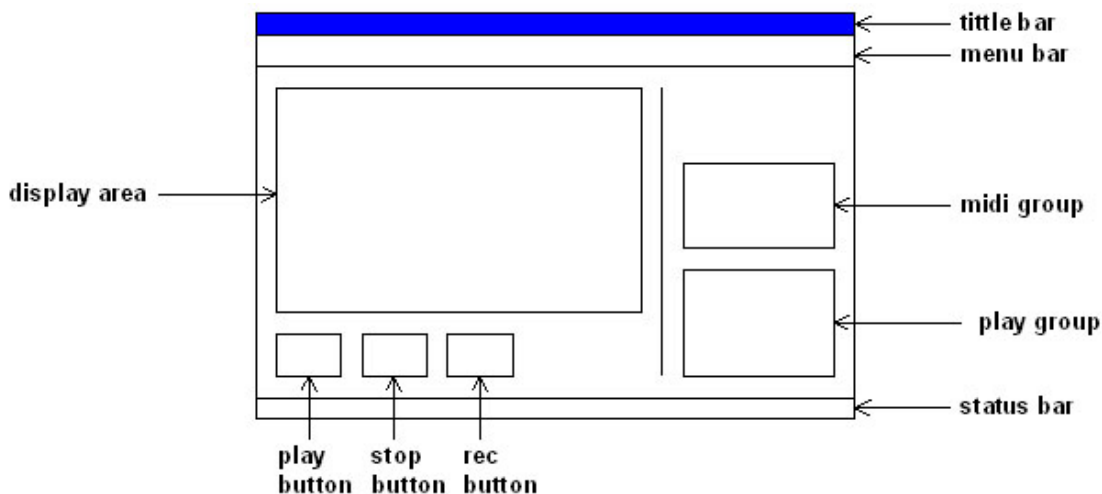 tittle bar
menu bar
display area
midi group
play group
status bar
play
button
stop
button
rec
button